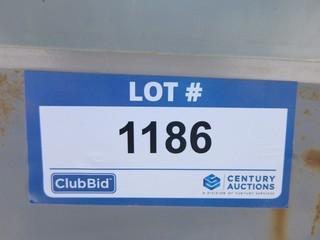 LOT #
1186
ClubBid
CENTURY
AUCTIONS
A DIVISION OF CENTURY SERVICES